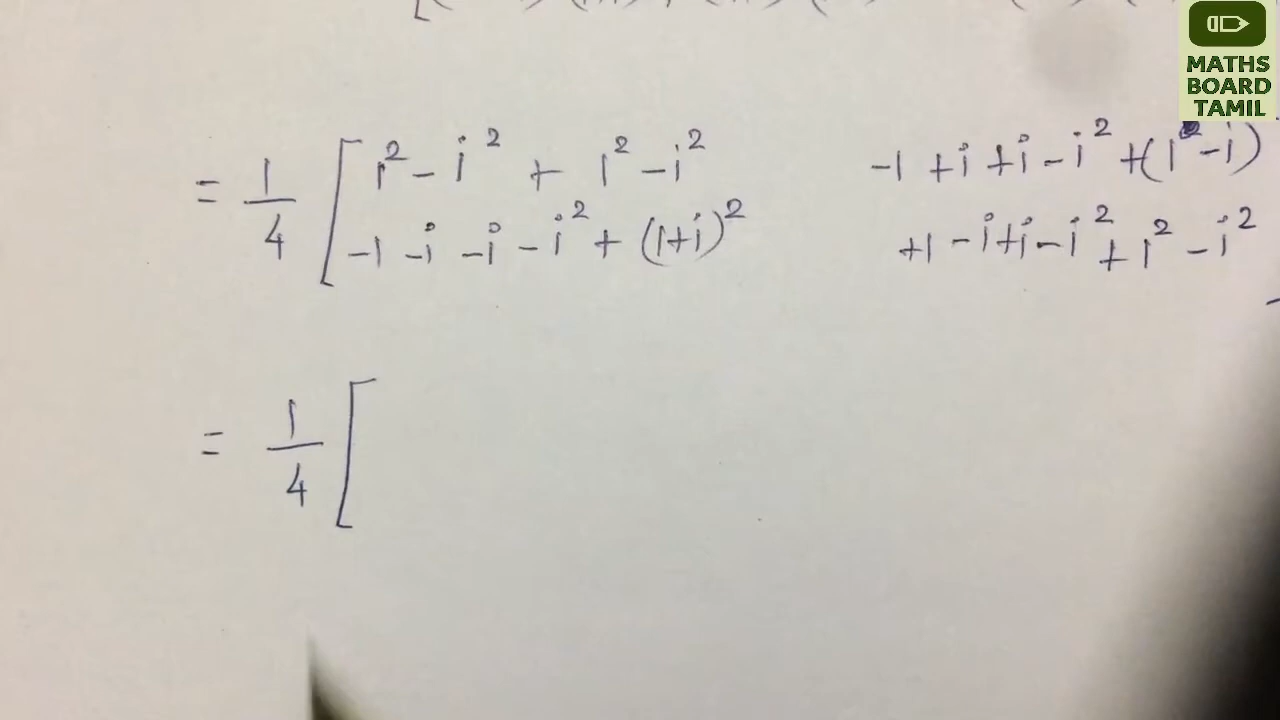 MATHS
BOARD
TAMIL
= 1/4 [ 1² - i² + 1² - i² -1 + i + i - i² + (1 - i)
-1 - i - i - i² + (1+i)² +1 - i + i - i² + 1² - i²
= 1/4 [